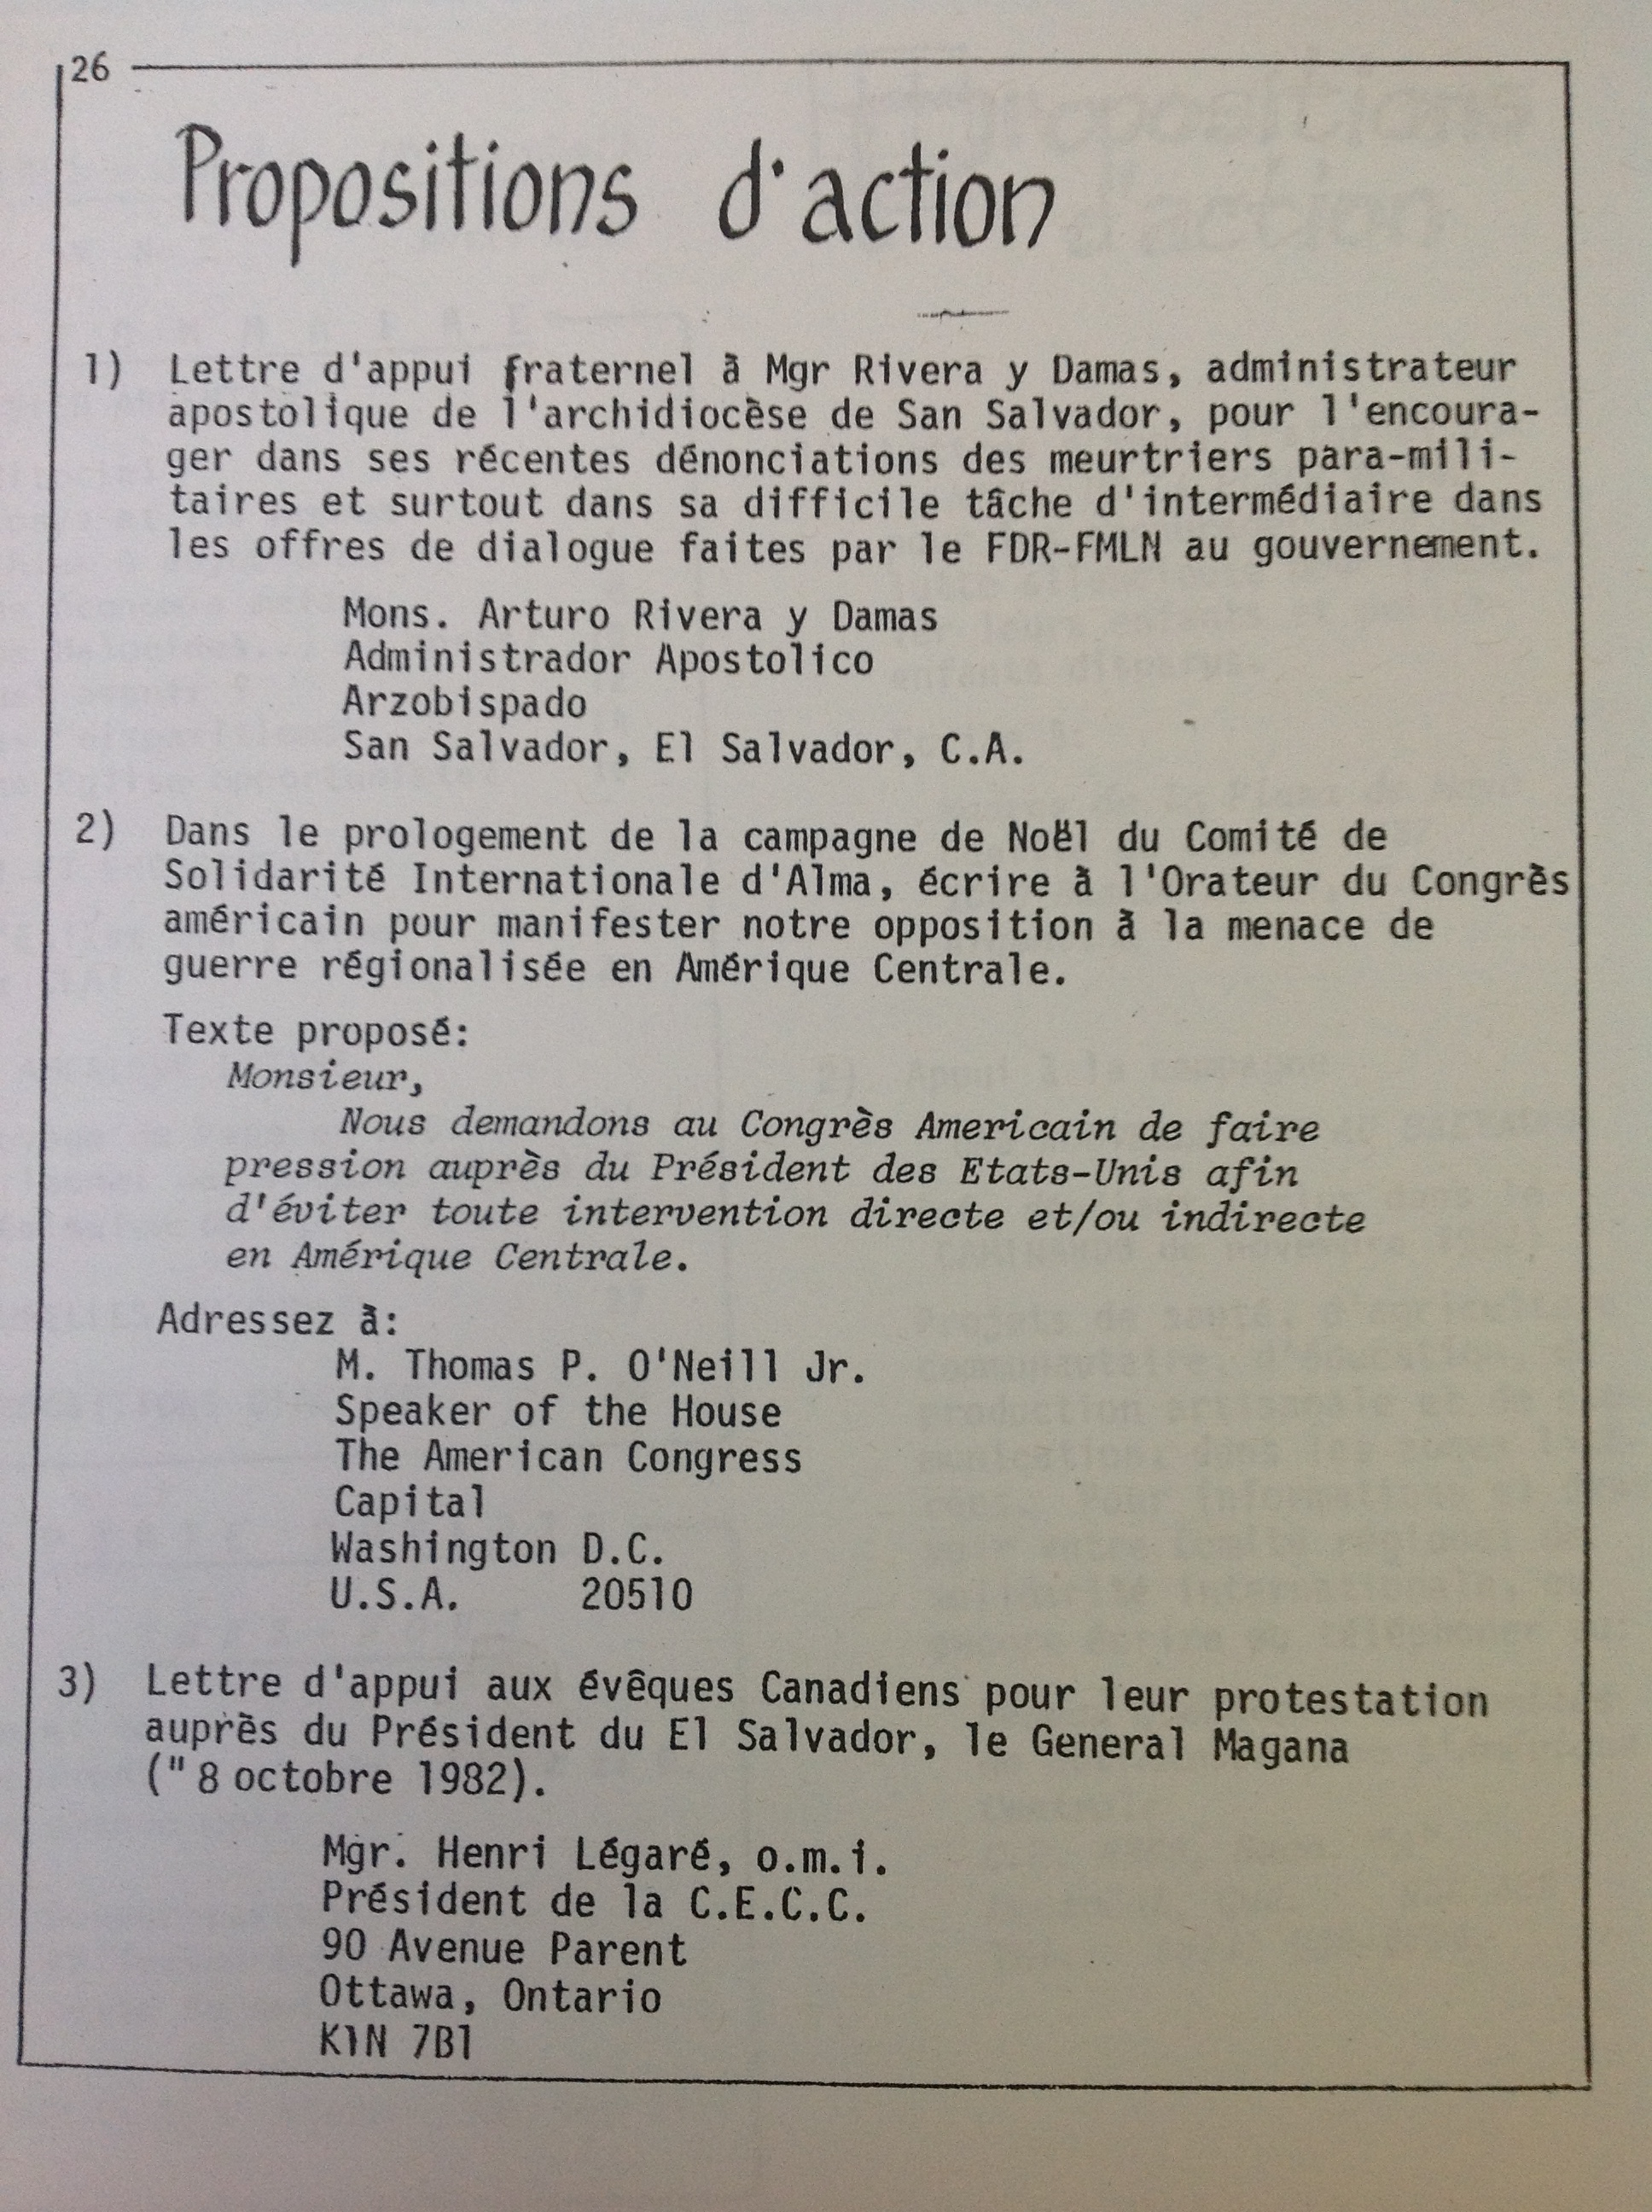 26
Propositions d'action
1) Lettre d'appui fraternel à Mgr Rivera y Damas, administrateur
apostolique de l'archidiocèse de San Salvador, pour l'encoura-
ger dans ses récentes dénonciations des meurtriers para-mili-
taires et surtout dans sa difficile tâche d'intermédiaire dans
les offres de dialogue faites par le FDR-FMLN au gouvernement.
Mons. Arturo Rivera y Damas
Administrador Apostolico
Arzobispado
San Salvador, El Salvador, C.A.
2) Dans le prologement de la campagne de Noël du Comité de
Solidarité Internationale d'Alma, écrire à l'Orateur du Congrès
américain pour manifester notre opposition à la menace de
guerre régionalisée en Amérique Centrale.
Texte proposé:
Monsieur,
Nous demandons au Congrès Americain de faire
pression auprès du Président des Etats-Unis afin
d'éviter toute intervention directe et/ou indirecte
en Amérique Centrale.
Adressez à:
M. Thomas P. O'Neill Jr.
Speaker of the House
The American Congress
Capital
Washington D.C.
U.S.A. 20510
3) Lettre d'appui aux évêques Canadiens pour leur protestation
auprès du Président du El Salvador, le General Magana
("8 octobre 1982).
Mgr. Henri Légaré, o.m.i.
Président de la C.E.C.C.
90 Avenue Parent
Ottawa, Ontario
K1N 7B1